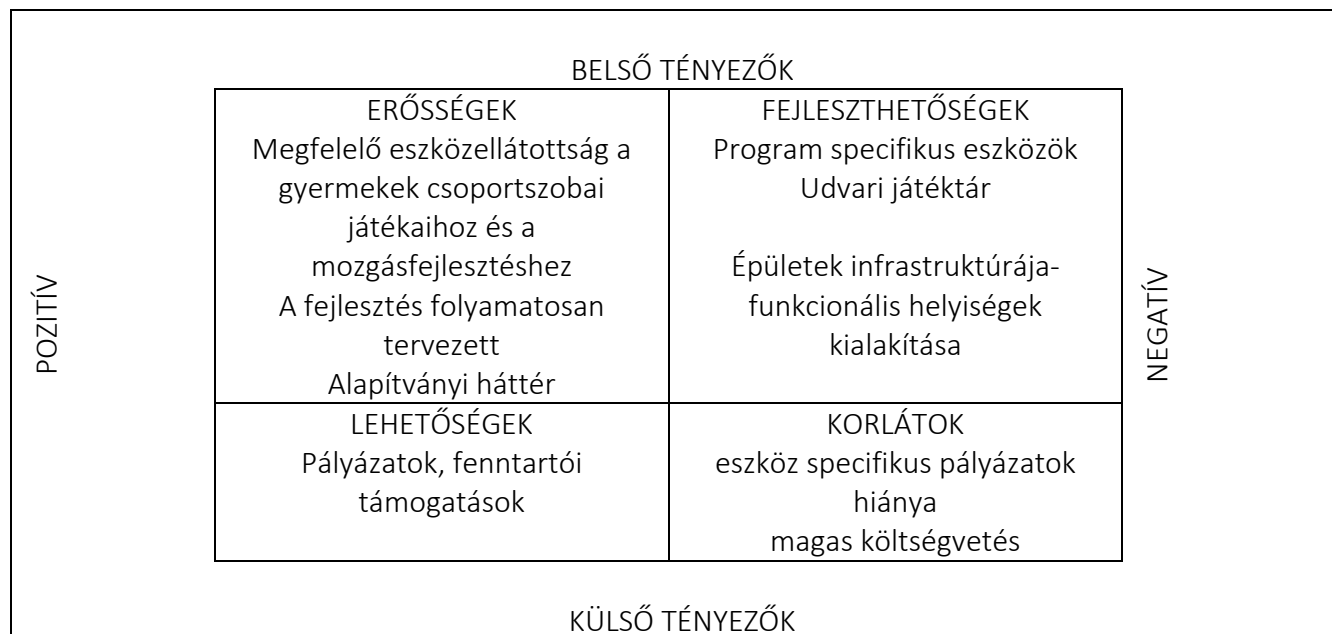 BELSŐ TÉNYEZŐK
POZITÍV
ERŐSSÉGEK
Megfelelő eszközellátottság a
gyermekek csoportszobai
játékaihoz és a
mozgásfejlesztéshez
A fejlesztés folyamatosan
tervezett
Alapítványi háttér
FEJLESZTHETŐSÉGEK
Program specifikus eszközök
Udvari játéktár
Épületek infrastruktúrája-
funkcionális helyiségek
kialakítása
NEGATÍV
LEHETŐSÉGEK
Pályázatok, fenntartói
támogatások
KORLÁTOK
eszköz specifikus pályázatok
hiánya
magas költségvetés
KÜLSŐ TÉNYEZŐK